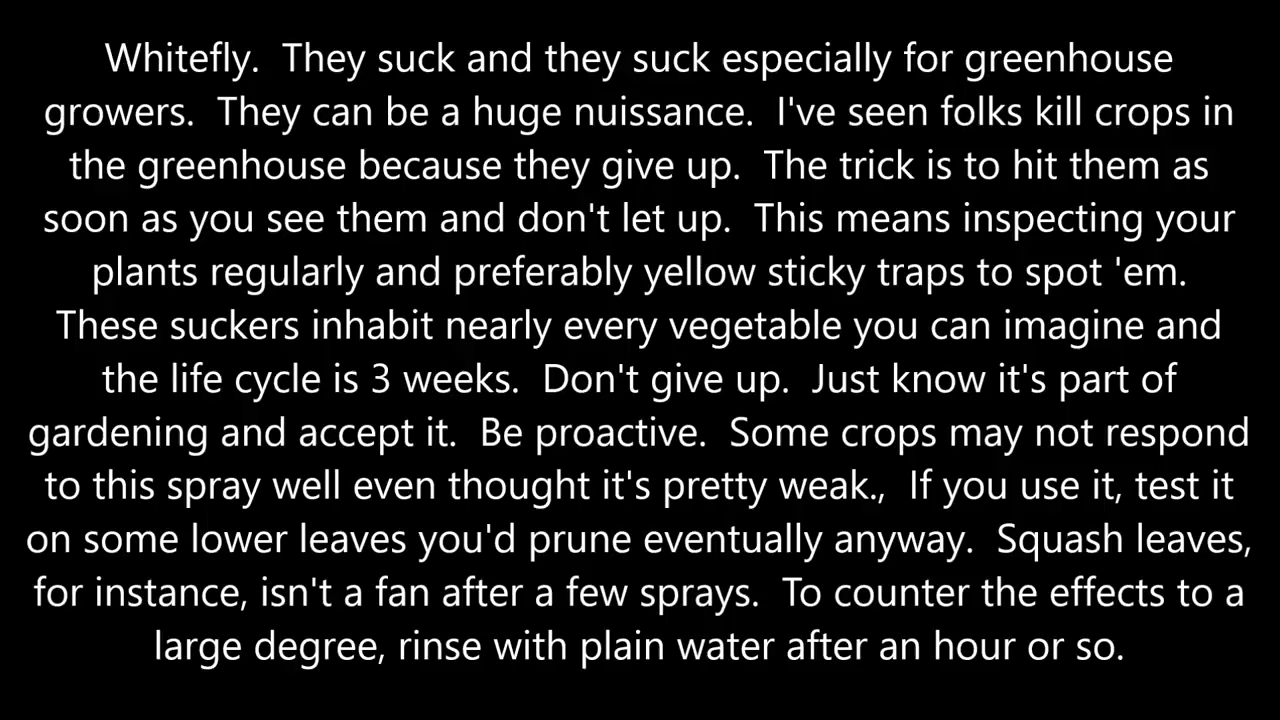 Whitefly.  They suck and they suck especially for greenhouse
growers.  They can be a huge nuissance.  I've seen folks kill crops in
the greenhouse because they give up.  The trick is to hit them as
soon as you see them and don't let up.  This means inspecting your
plants regularly and preferably yellow sticky traps to spot 'em.
These suckers inhabit nearly every vegetable you can imagine and
the life cycle is 3 weeks.  Don't give up.  Just know it's part of
gardening and accept it.  Be proactive.  Some crops may not respond
to this spray well even thought it's pretty weak.,  If you use it, test it
on some lower leaves you'd prune eventually anyway.  Squash leaves,
for instance, isn't a fan after a few sprays.  To counter the effects to a
large degree, rinse with plain water after an hour or so.